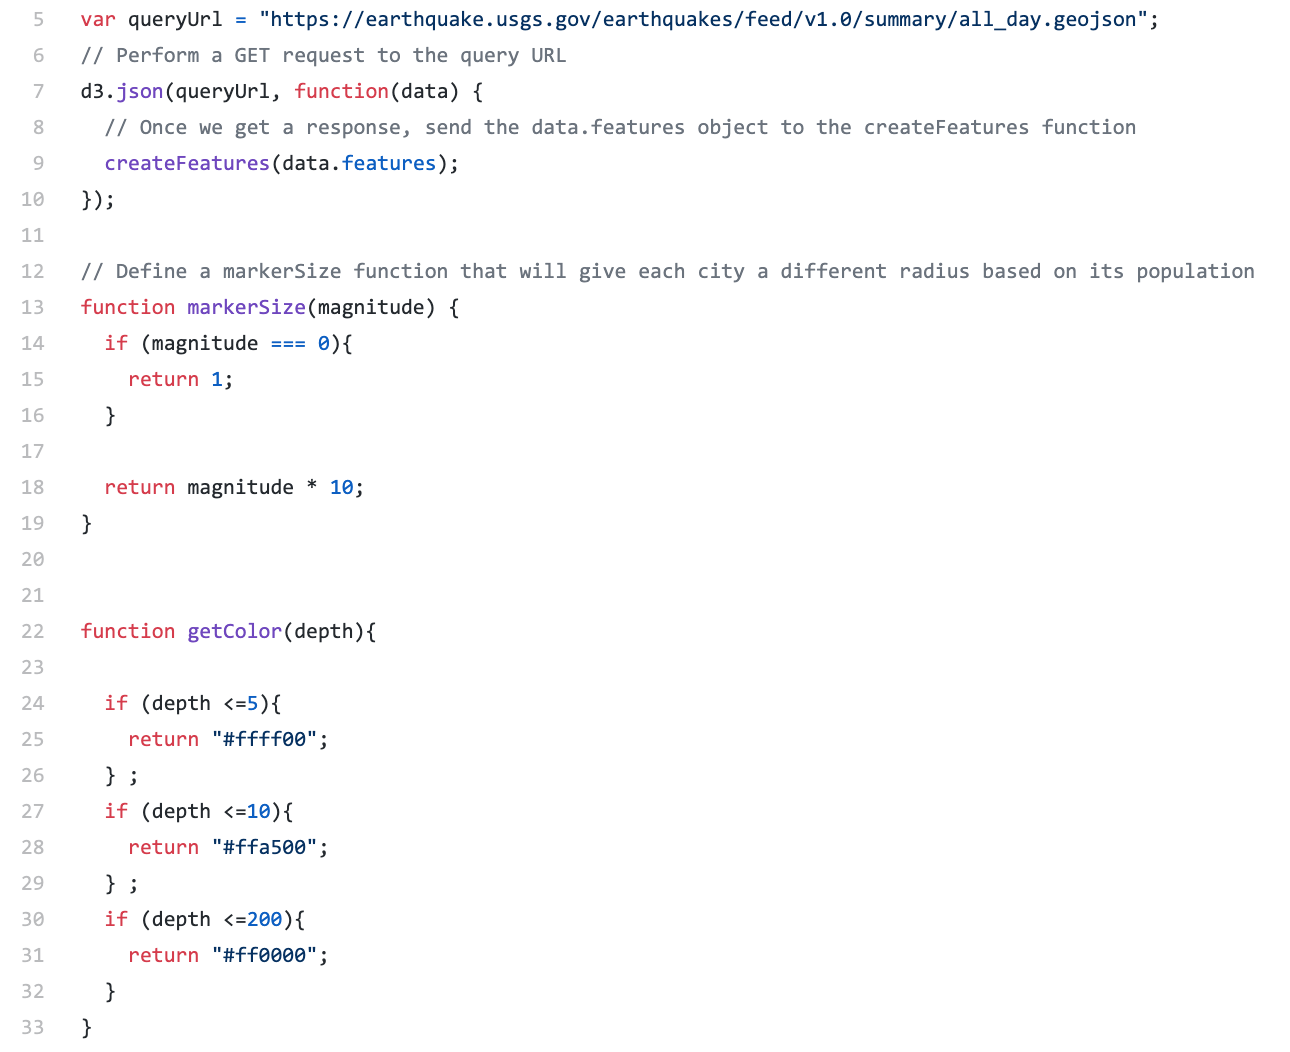 5 var queryUrl = "https://earthquake.usgs.gov/earthquakes/feed/v1.0/summary/all_day.geojson";
6 // Perform a GET request to the query URL
7 d3.json(queryUrl, function(data) {
8 // Once we get a response, send the data.features object to the createFeatures function
9 createFeatures(data.features);
10 });
11
12 // Define a markerSize function that will give each city a different radius based on its population
13 function markerSize(magnitude) {
14 if (magnitude === 0){
15 return 1;
16 }
17
18 return magnitude * 10;
19 }
20
21
22 function getColor(depth){
23
24 if (depth <=5){
25 return "#ffff00";
26 } ;
27 if (depth <=10){
28 return "#ffa500";
29 } ;
30 if (depth <=200){
31 return "#ff0000";
32 }
33 }